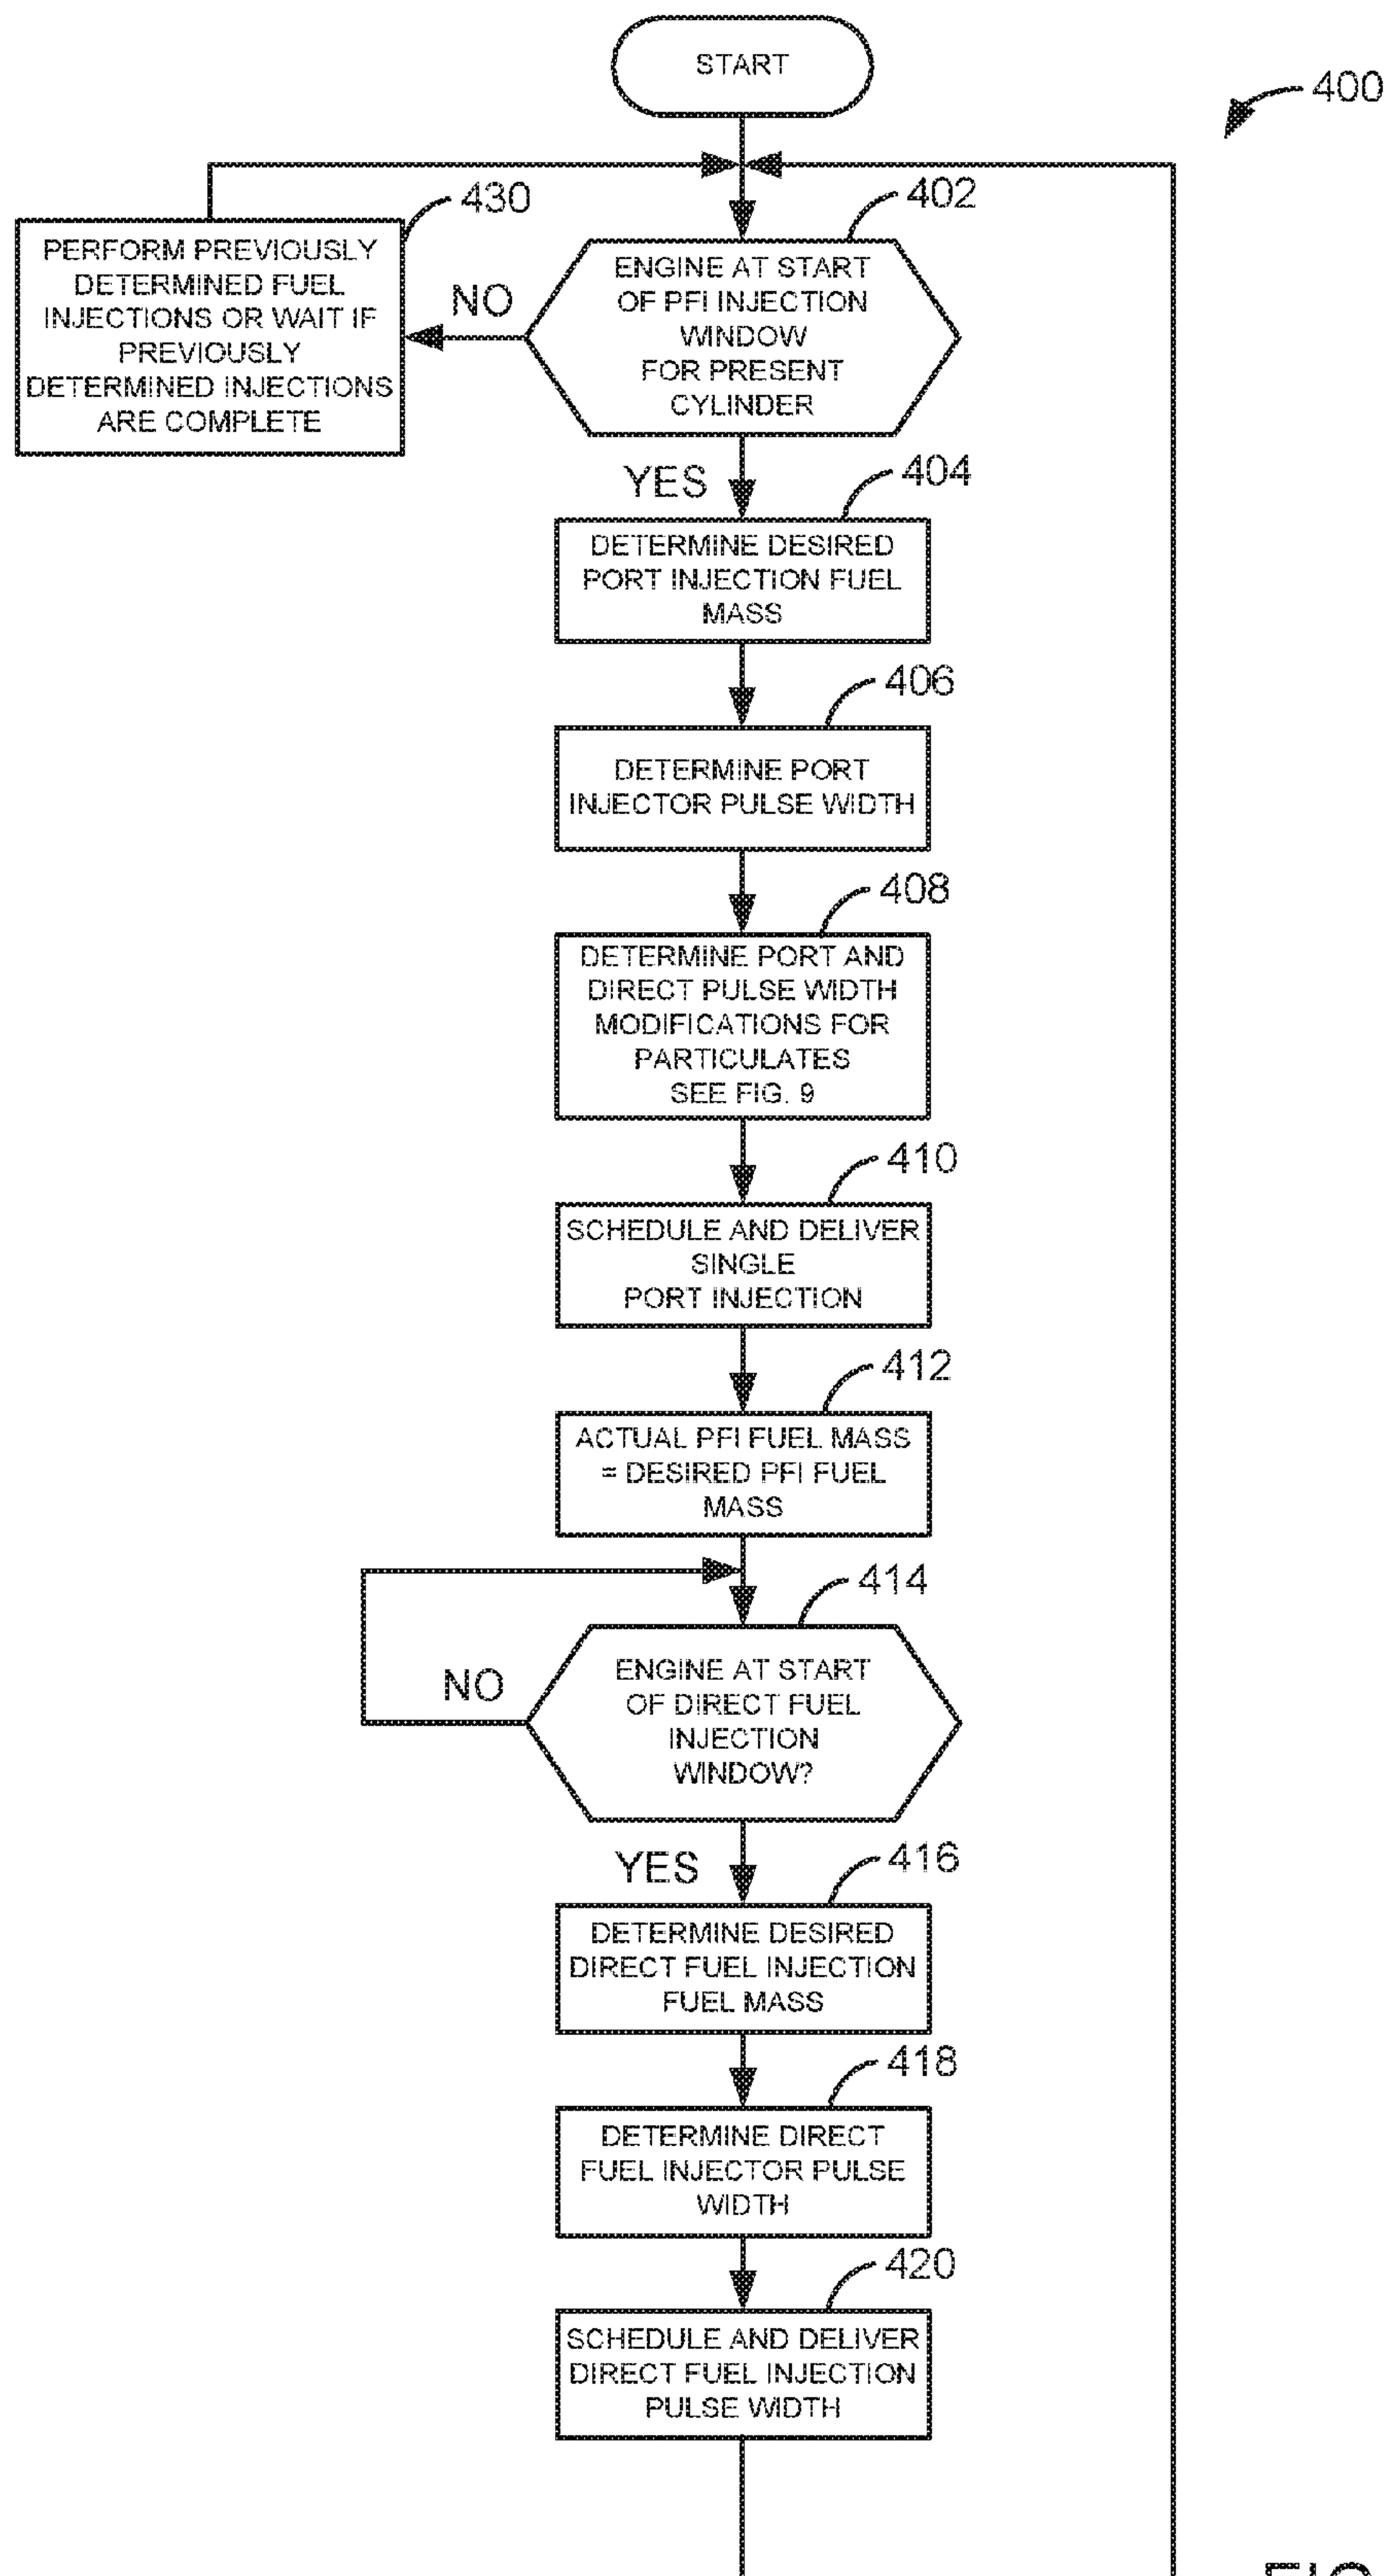 START
400
430
402
PERFORM PREVIOUSLY
DETERMINED FUEL
INJECTIONS OR WAIT IF
PREVIOUSLY
DETERMINED INJECTIONS
ARE COMPLETE
NO
ENGINE AT START
OF PFI INJECTION
WINDOW
FOR PRESENT
CYLINDER
YES
404
DETERMINE DESIRED
PORT INJECTION FUEL
MASS
406
DETERMINE PORT
INJECTOR PULSE WIDTH
408
DETERMINE PORT AND
DIRECT PULSE WIDTH
MODIFICATIONS FOR
PARTICULATES
SEE FIG. 9
410
SCHEDULE AND DELIVER
SINGLE
PORT INJECTION
412
ACTUAL PFI FUEL MASS
= DESIRED PFI FUEL
MASS
414
NO
ENGINE AT START
OF DIRECT FUEL
INJECTION
WINDOW?
YES
416
DETERMINE DESIRED
DIRECT FUEL INJECTION
FUEL MASS
418
DETERMINE DIRECT
FUEL INJECTOR PULSE
WIDTH
420
SCHEDULE AND DELIVER
DIRECT FUEL INJECTION
PULSE WIDTH